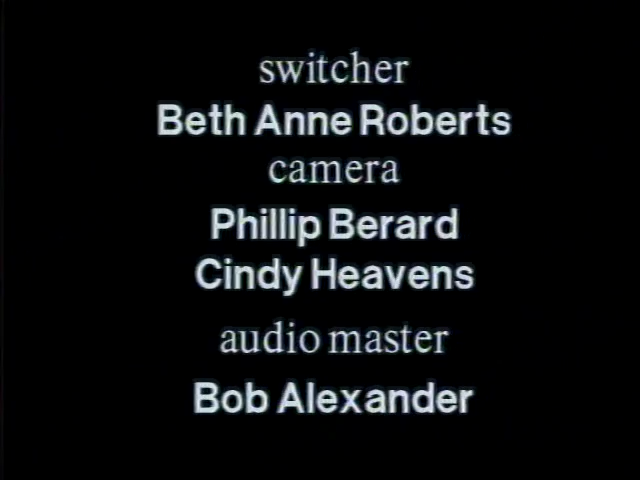 switcher
Beth Anne Roberts
camera
Phillip Berard
Cindy Heavens
audio master
Bob Alexander